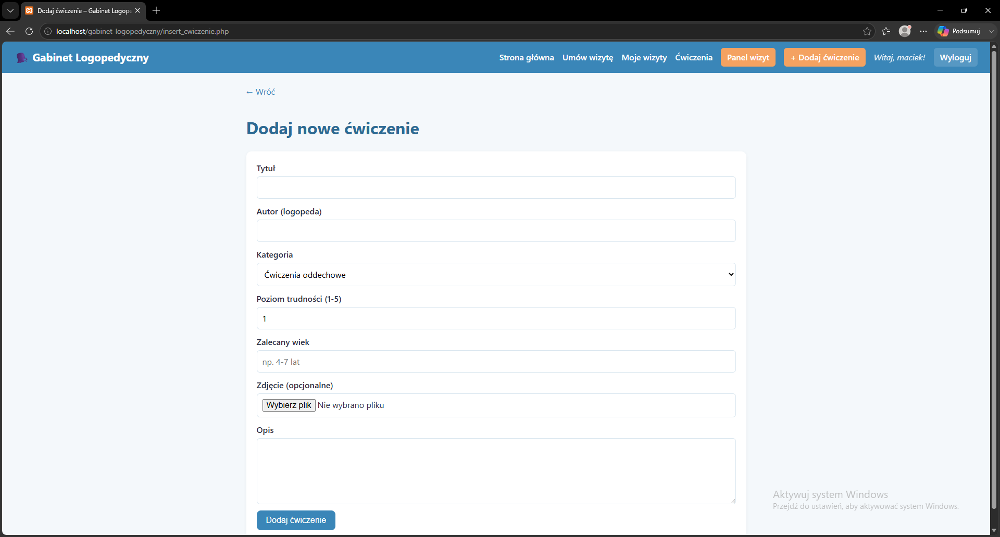 Dodaj ćwiczenie – Gabinet Logope
localhost/gabinet-logopedyczny/insert_cwiczenie.php
Podsumuj
Gabinet Logopedyczny
Strona główna Umów wizytę Moje wizyty Ćwiczenia Panel wizyt + Dodaj ćwiczenie Witaj, maciek! Wyloguj
← Wróć
Dodaj nowe ćwiczenie
Tytuł
Autor (logopeda)
Kategoria
Ćwiczenia oddechowe
Poziom trudności (1-5)
1
Zalecany wiek
np. 4-7 lat
Zdjęcie (opcjonalne)
Wybierz plik Nie wybrano pliku
Opis
Dodaj ćwiczenie
Aktywuj system Windows
Przejdź do ustawień, aby aktywować system Windows.